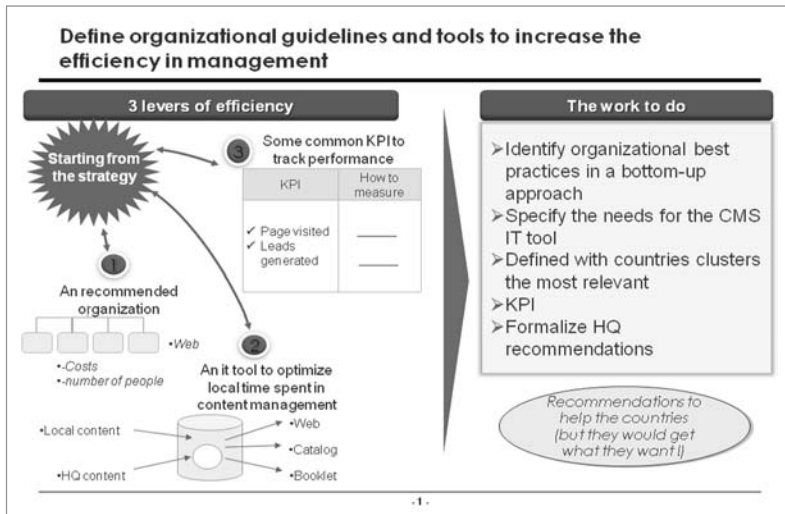 Define organizational guidelines and tools to increase the
efficiency in management
3 levers of efficiency
Starting from
the strategy
3
Some common KPI to
track performance
KPI
How to
measure
✓ Page visited
✓ Leads
generated
1
An recommended
organization
•Web
•-Costs
•-number of people
2
An it tool to optimize
local time spent in
content management
•Local content
•HQ content
•Web
•Catalog
•Booklet
The work to do
➢Identify organizational best
practices in a bottom-up
approach
➢Specify the needs for the CMS
IT tool
➢Defined with countries clusters
the most relevant
➢KPI
➢Formalize HQ
recommendations
Recommendations to
help the countries
(but they would get
what they want !)
- 1 -